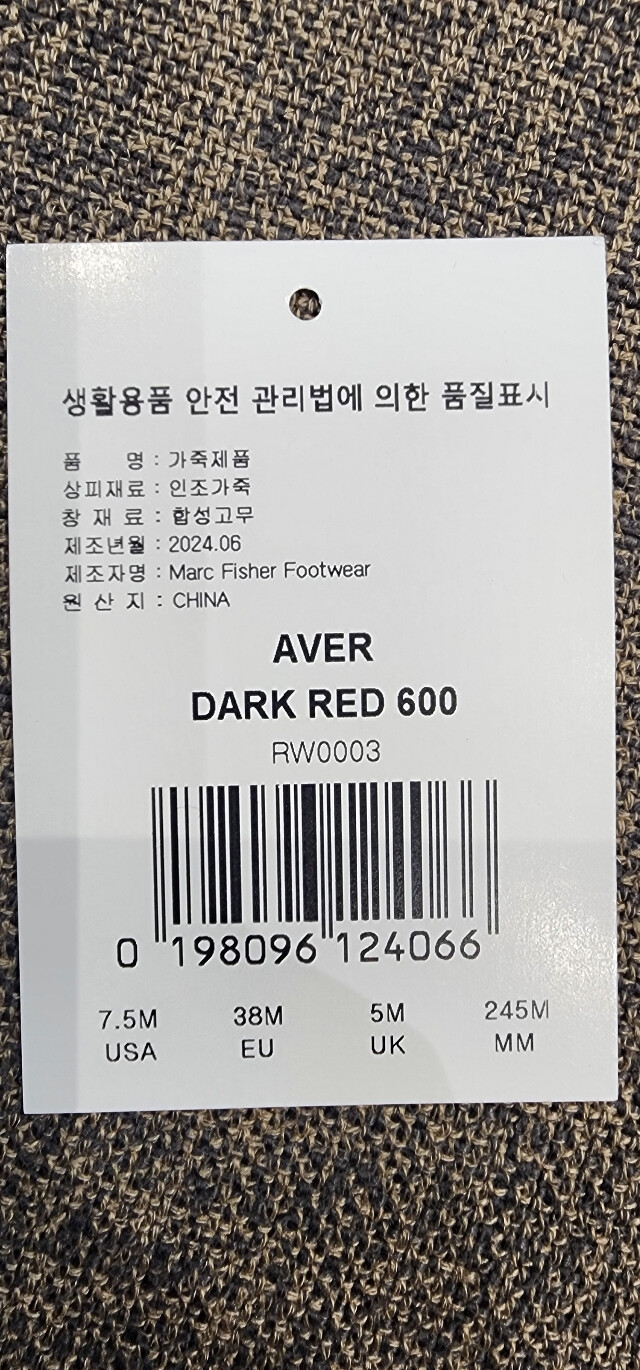 생활용품 안전 관리법에 의한 품질표시
품 명 : 가죽제품
상피재료 : 인조가죽
창 재 료 : 합성고무
제조년월 : 2024.06
제조자명 : Marc Fisher Footwear
원 산 지 : CHINA
AVER
DARK RED 600
RW0003
0 198096 124066
7.5M 38M 5M 245M
USA EU UK MM